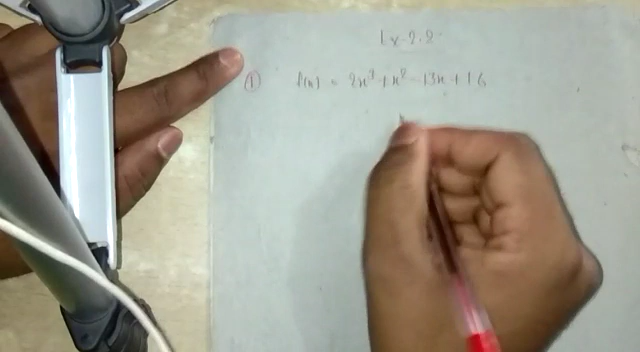 Ex-2.2
① f(x) = 2x³ + x² - 13x + 16